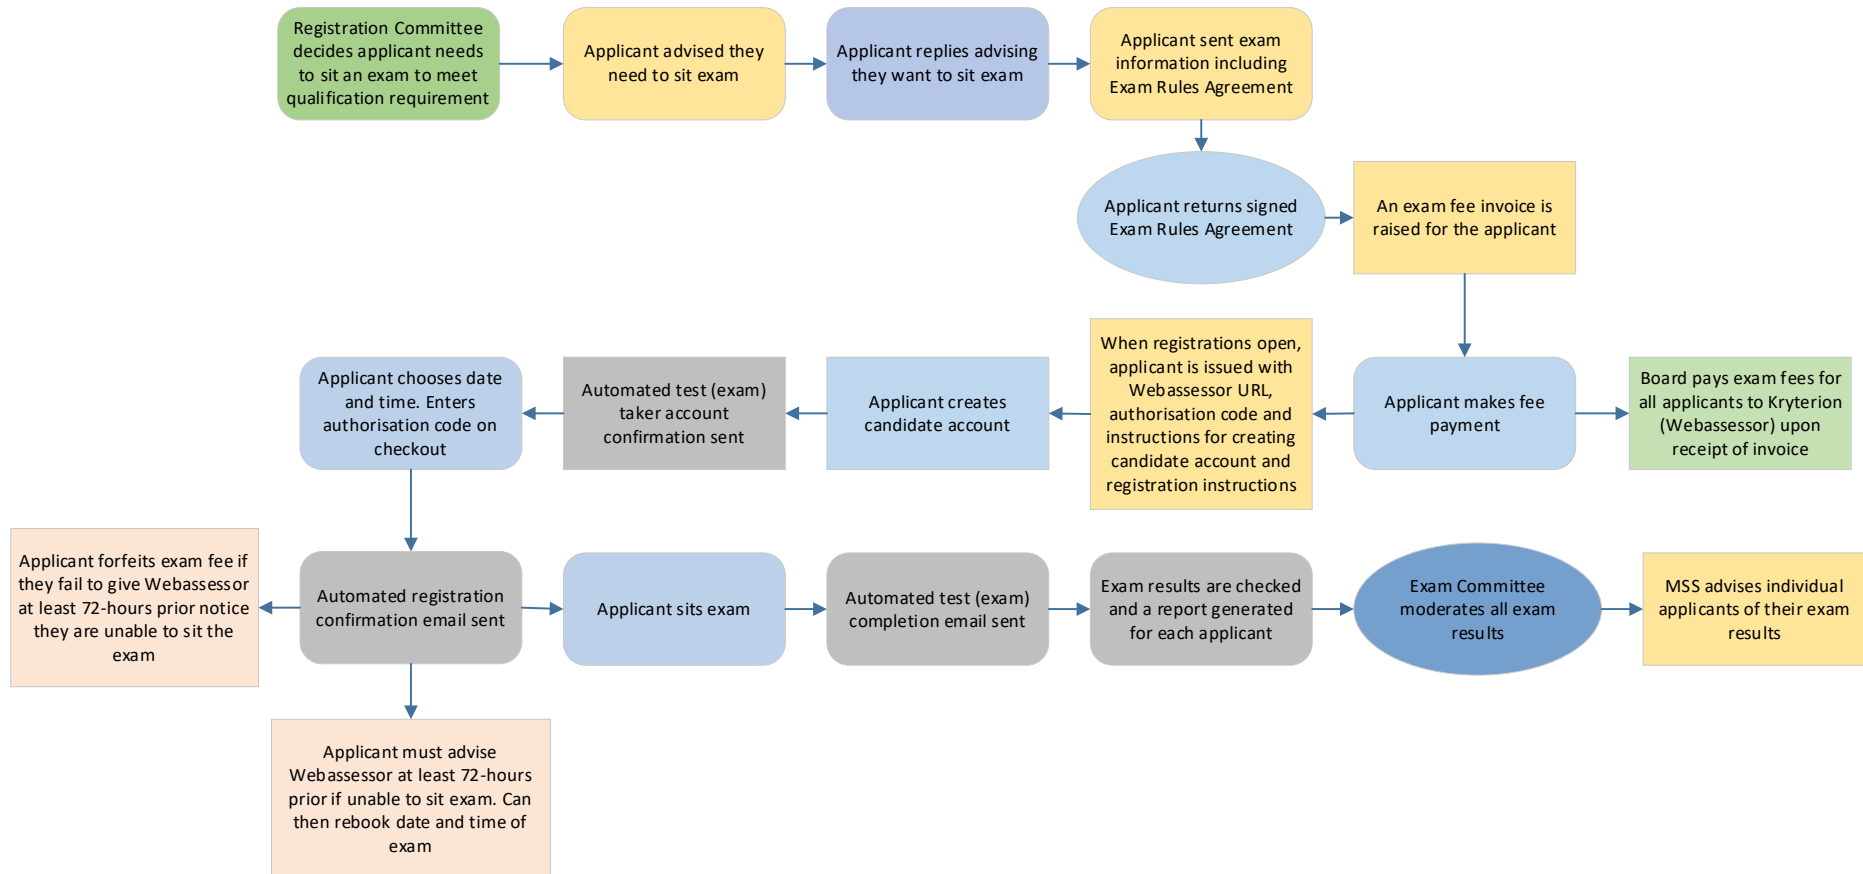 Registration Committee
decides applicant needs
to sit an exam to meet
qualification requirement
Applicant advised they
need to sit exam
Applicant replies advising
they want to sit exam
Applicant sent exam
information including
Exam Rules Agreement
Applicant returns signed
Exam Rules Agreement
An exam fee invoice is
raised for the applicant
Applicant makes fee
payment
Board pays exam fees for
all applicants to Kryterion
(Webassessor) upon
receipt of invoice
When registrations open,
applicant is issued with
Webassessor URL,
authorisation code and
instructions for creating
candidate account and
registration instructions
Applicant creates
candidate account
Automated test (exam)
taker account
confirmation sent
Applicant chooses date
and time. Enters
authorisation code on
checkout
Automated registration
confirmation email sent
Applicant forfeits exam fee if
they fail to give Webassessor
at least 72-hours prior notice
they are unable to sit the
exam
Applicant must advise
Webassessor at least 72-hours
prior if unable to sit exam. Can
then rebook date and time of
exam
Applicant sits exam
Automated test (exam)
completion email sent
Exam results are checked
and a report generated
for each applicant
Exam Committee
moderates all exam
results
MSS advises individual
applicants of their exam
results